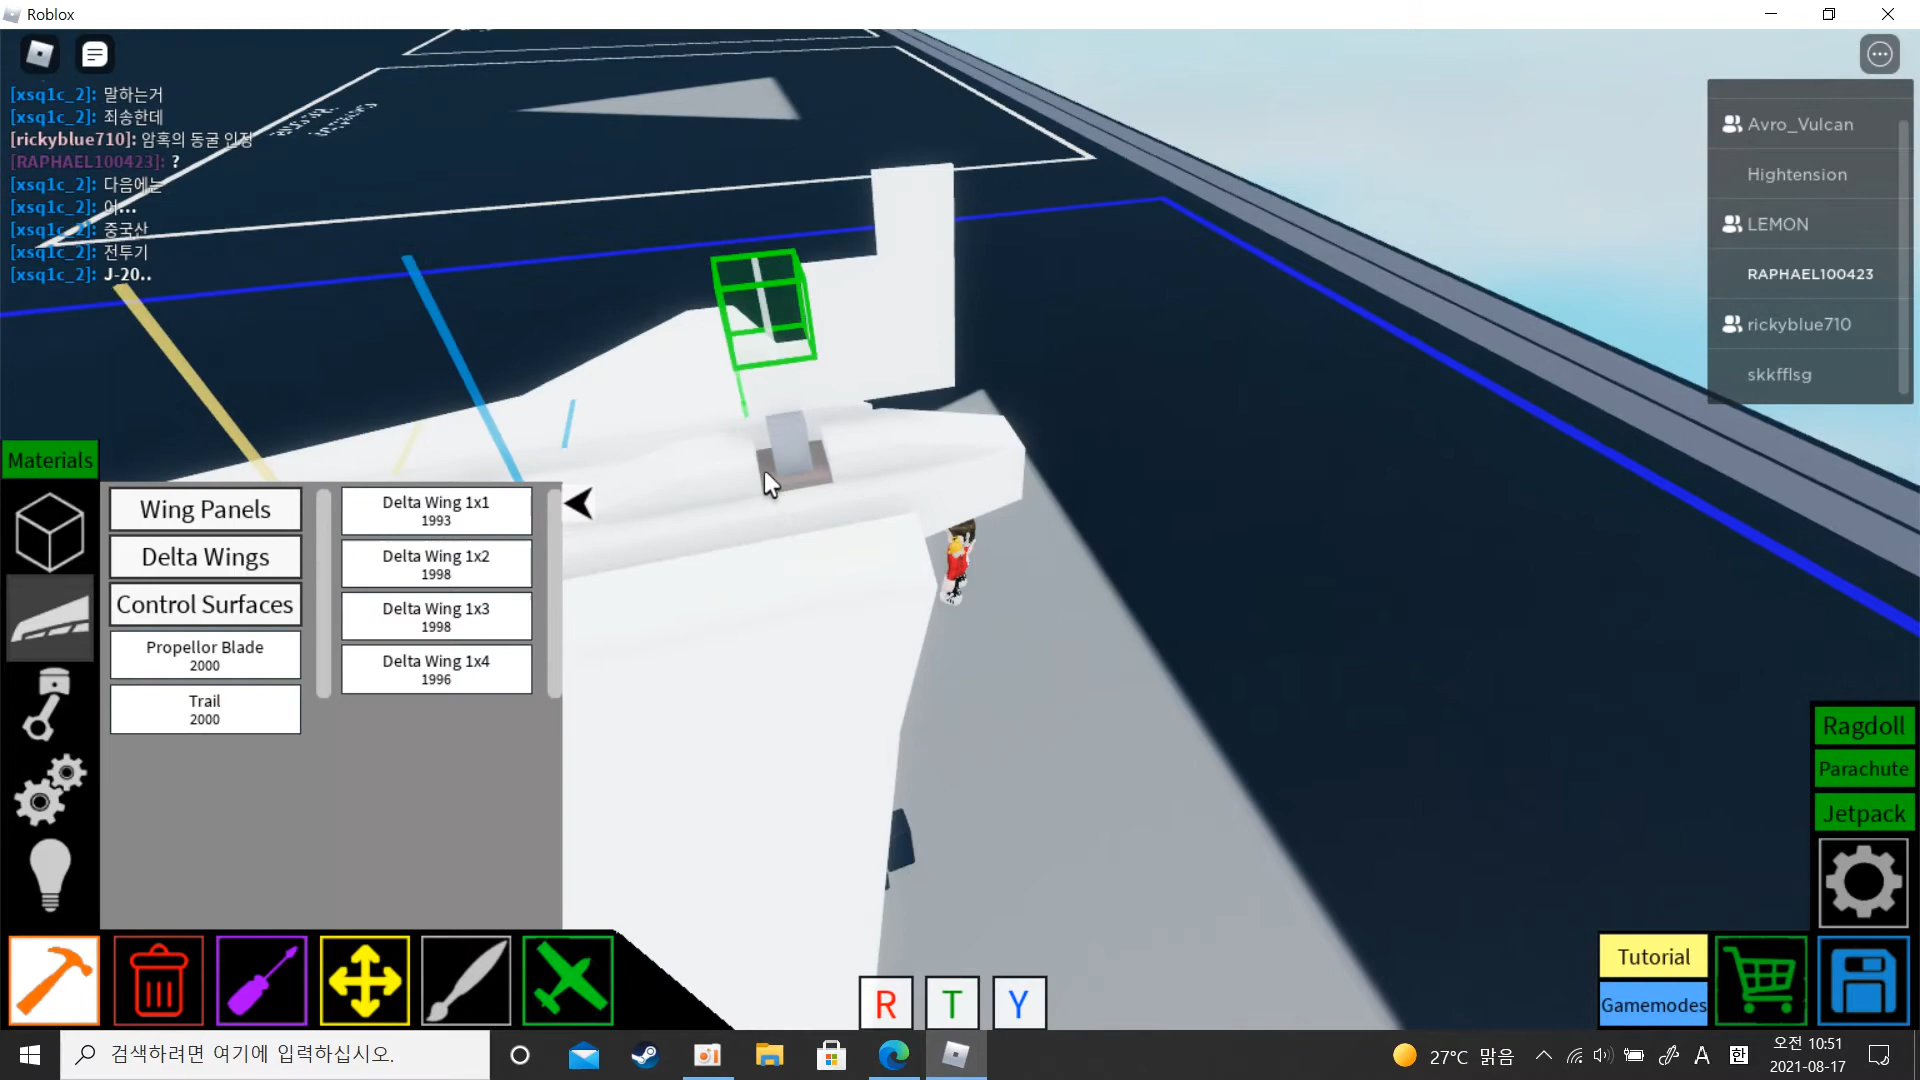 Roblox
[xsq1c_2]: 말하는거
[xsq1c_2]: 죄송한데
[rickyblue710]: 암흑의 동굴 인정
[RAPHAEL100423]: ?
[xsq1c_2]: 다음에는
[xsq1c_2]: 어...
[xsq1c_2]: 중국산
[xsq1c_2]: 전투기
[xsq1c_2]: J-20..
Avro_Vulcan
Hightension
LEMON
RAPHAEL100423
rickyblue710
skkfflsg
Materials
Wing Panels
Delta Wings
Control Surfaces
Propellor Blade
2000
Trail
2000
Delta Wing 1x1
1993
Delta Wing 1x2
1998
Delta Wing 1x3
1998
Delta Wing 1x4
1996
Ragdoll
Parachute
Jetpack
Tutorial
Gamemodes
R T Y
검색하려면 여기에 입력하십시오.
27°C 맑음
A
한
오전 10:51
2021-08-17